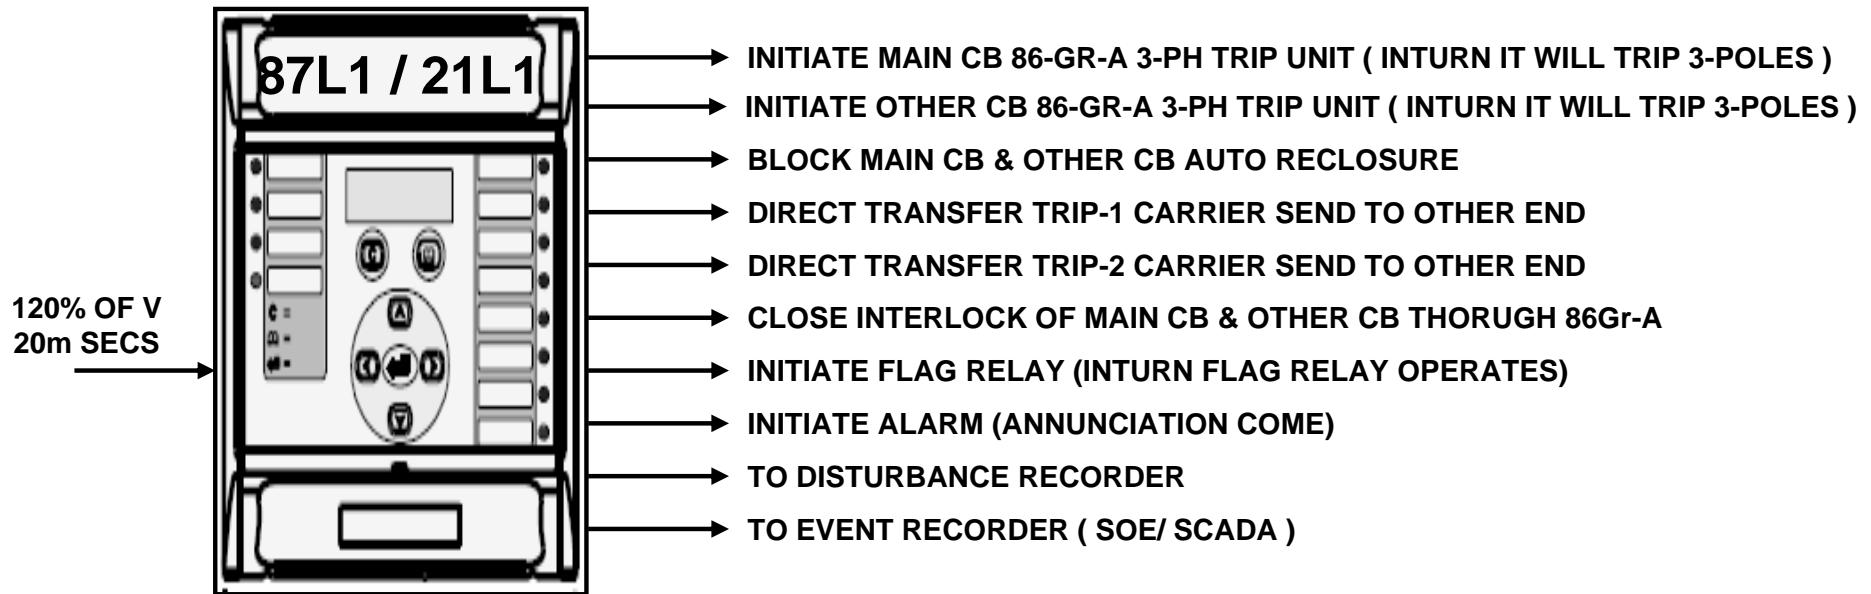 87L1 / 21L1
120% OF V
20m SECS
INITIATE MAIN CB 86-GR-A 3-PH TRIP UNIT ( INTURN IT WILL TRIP 3-POLES )
INITIATE OTHER CB 86-GR-A 3-PH TRIP UNIT ( INTURN IT WILL TRIP 3-POLES )
BLOCK MAIN CB & OTHER CB AUTO RECLOSURE
DIRECT TRANSFER TRIP-1 CARRIER SEND TO OTHER END
DIRECT TRANSFER TRIP-2 CARRIER SEND TO OTHER END
CLOSE INTERLOCK OF MAIN CB & OTHER CB THORUGH 86Gr-A
INITIATE FLAG RELAY (INTURN FLAG RELAY OPERATES)
INITIATE ALARM (ANNUNCIATION COME)
TO DISTURBANCE RECORDER
TO EVENT RECORDER ( SOE/ SCADA )